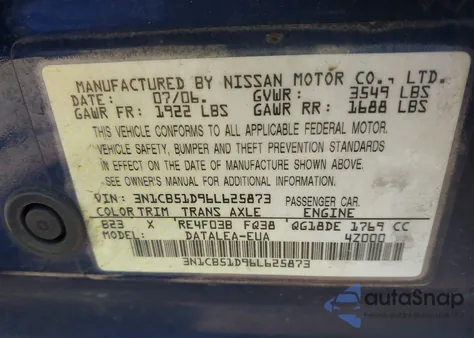 MANUFACTURED BY NISSAN MOTOR CO., LTD.
DATE: 07/06. GVWR: 3549 LBS
GAWR FR: 1922 LBS GAWR RR: 1688 LBS
THIS VEHICLE CONFORMS TO ALL APPLICABLE FEDERAL MOTOR
VEHICLE SAFETY, BUMPER AND THEFT PREVENTION STANDARDS
IN EFFECT ON THE DATE OF MANUFACTURE SHOWN ABOVE.
SEE OWNER'S MANUAL FOR ADDITIONAL INFORMATION.
VIN: 3N1CB51D96L625873 PASSENGER CAR.
COLOR TRIM TRANS AXLE ENGINE
B23 X RE4F03B FQ38 QG18DE 1769 CC
MODEL: DATALEA-EUA 42000
3N1CB51D96L625873
autoSnap